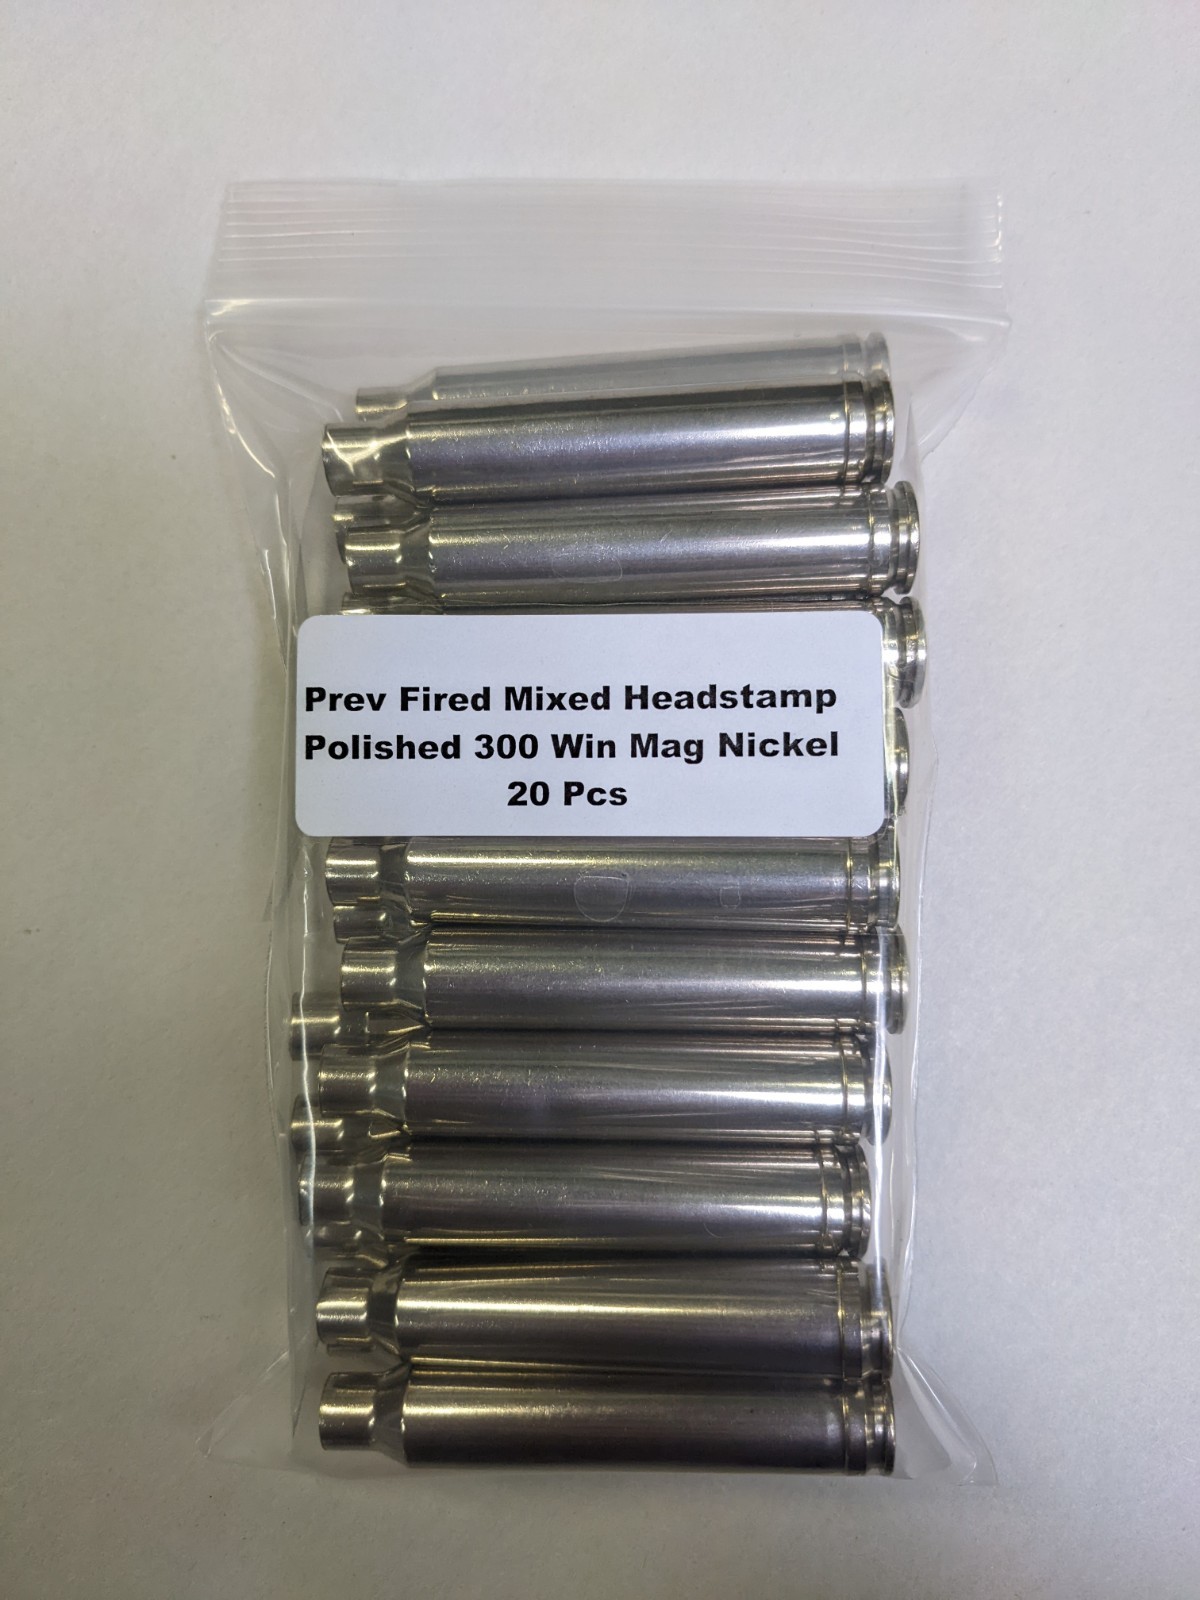 Prev Fired Mixed Headstamp
Polished 300 Win Mag Nickel
20 Pcs